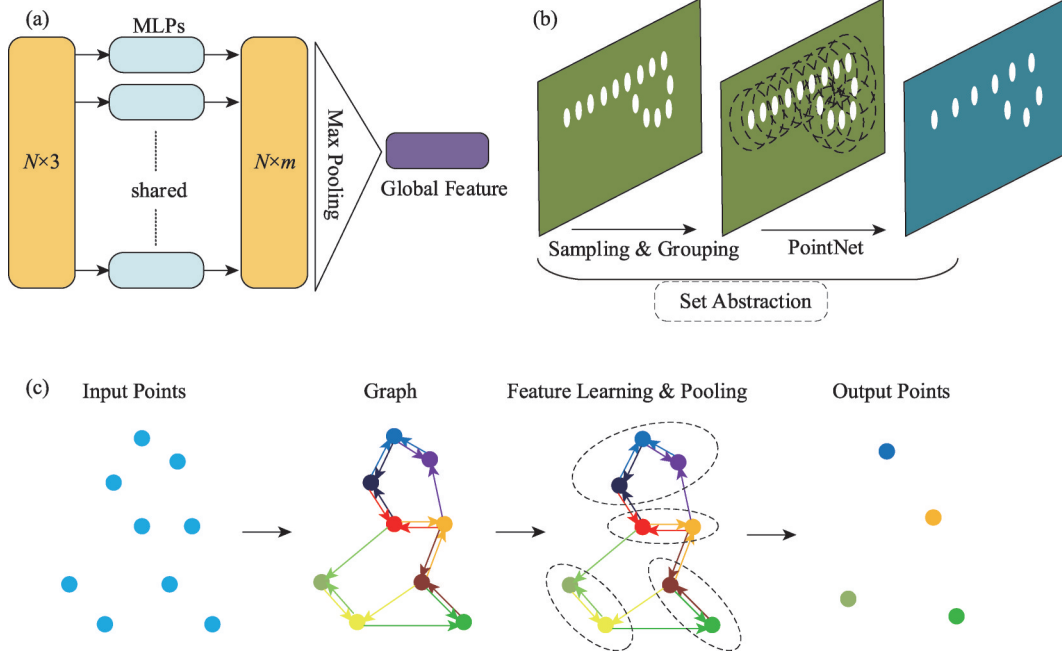 (a)
MLPs
N×3
shared
N×m
Max Pooling
Global Feature
(b)
Sampling & Grouping
PointNet
Set Abstraction
(c)
Input Points
Graph
Feature Learning & Pooling
Output Points